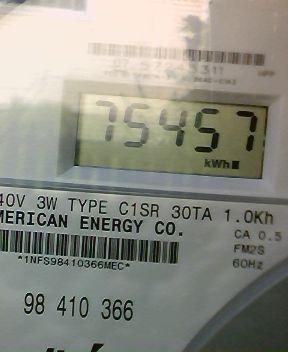 75457
kWh
40V 3W TYPE C1SR 30TA 1.0Kh
MERICAN ENERGY CO.
CA 0.5
FM2S
60Hz
*1NFS98410366MEC*
98 410 366